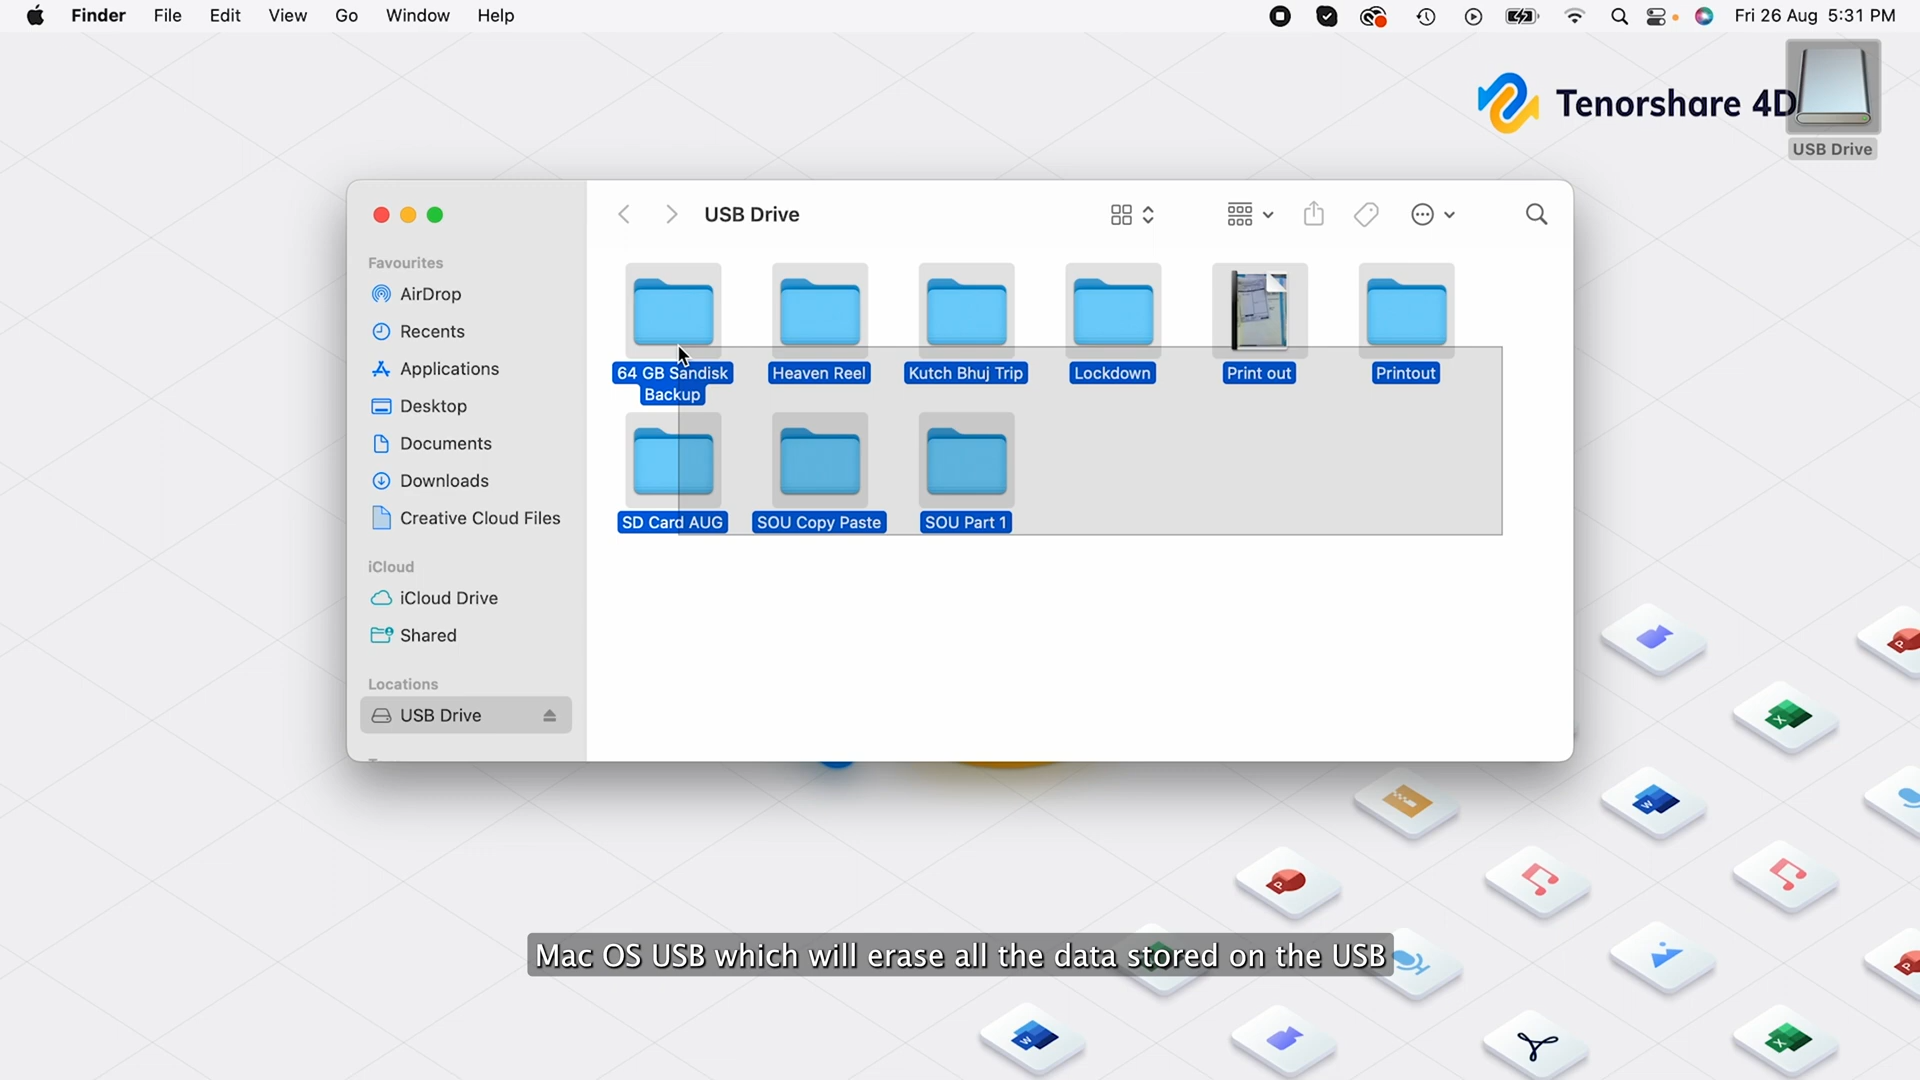 Finder File Edit View Go Window Help Fri 26 Aug 5:31 PM
Tenorshare 4D
USB Drive
USB Drive
Favourites
AirDrop
Recents
Applications
Desktop
Documents
Downloads
Creative Cloud Files
iCloud
iCloud Drive
Shared
Locations
USB Drive
64 GB Sandisk
Backup
Heaven Reel
Kutch Bhuj Trip
Lockdown
Print out
Printout
SD Card AUG
SOU Copy Paste
SOU Part 1
Mac OS USB which will erase all the data stored on the USB